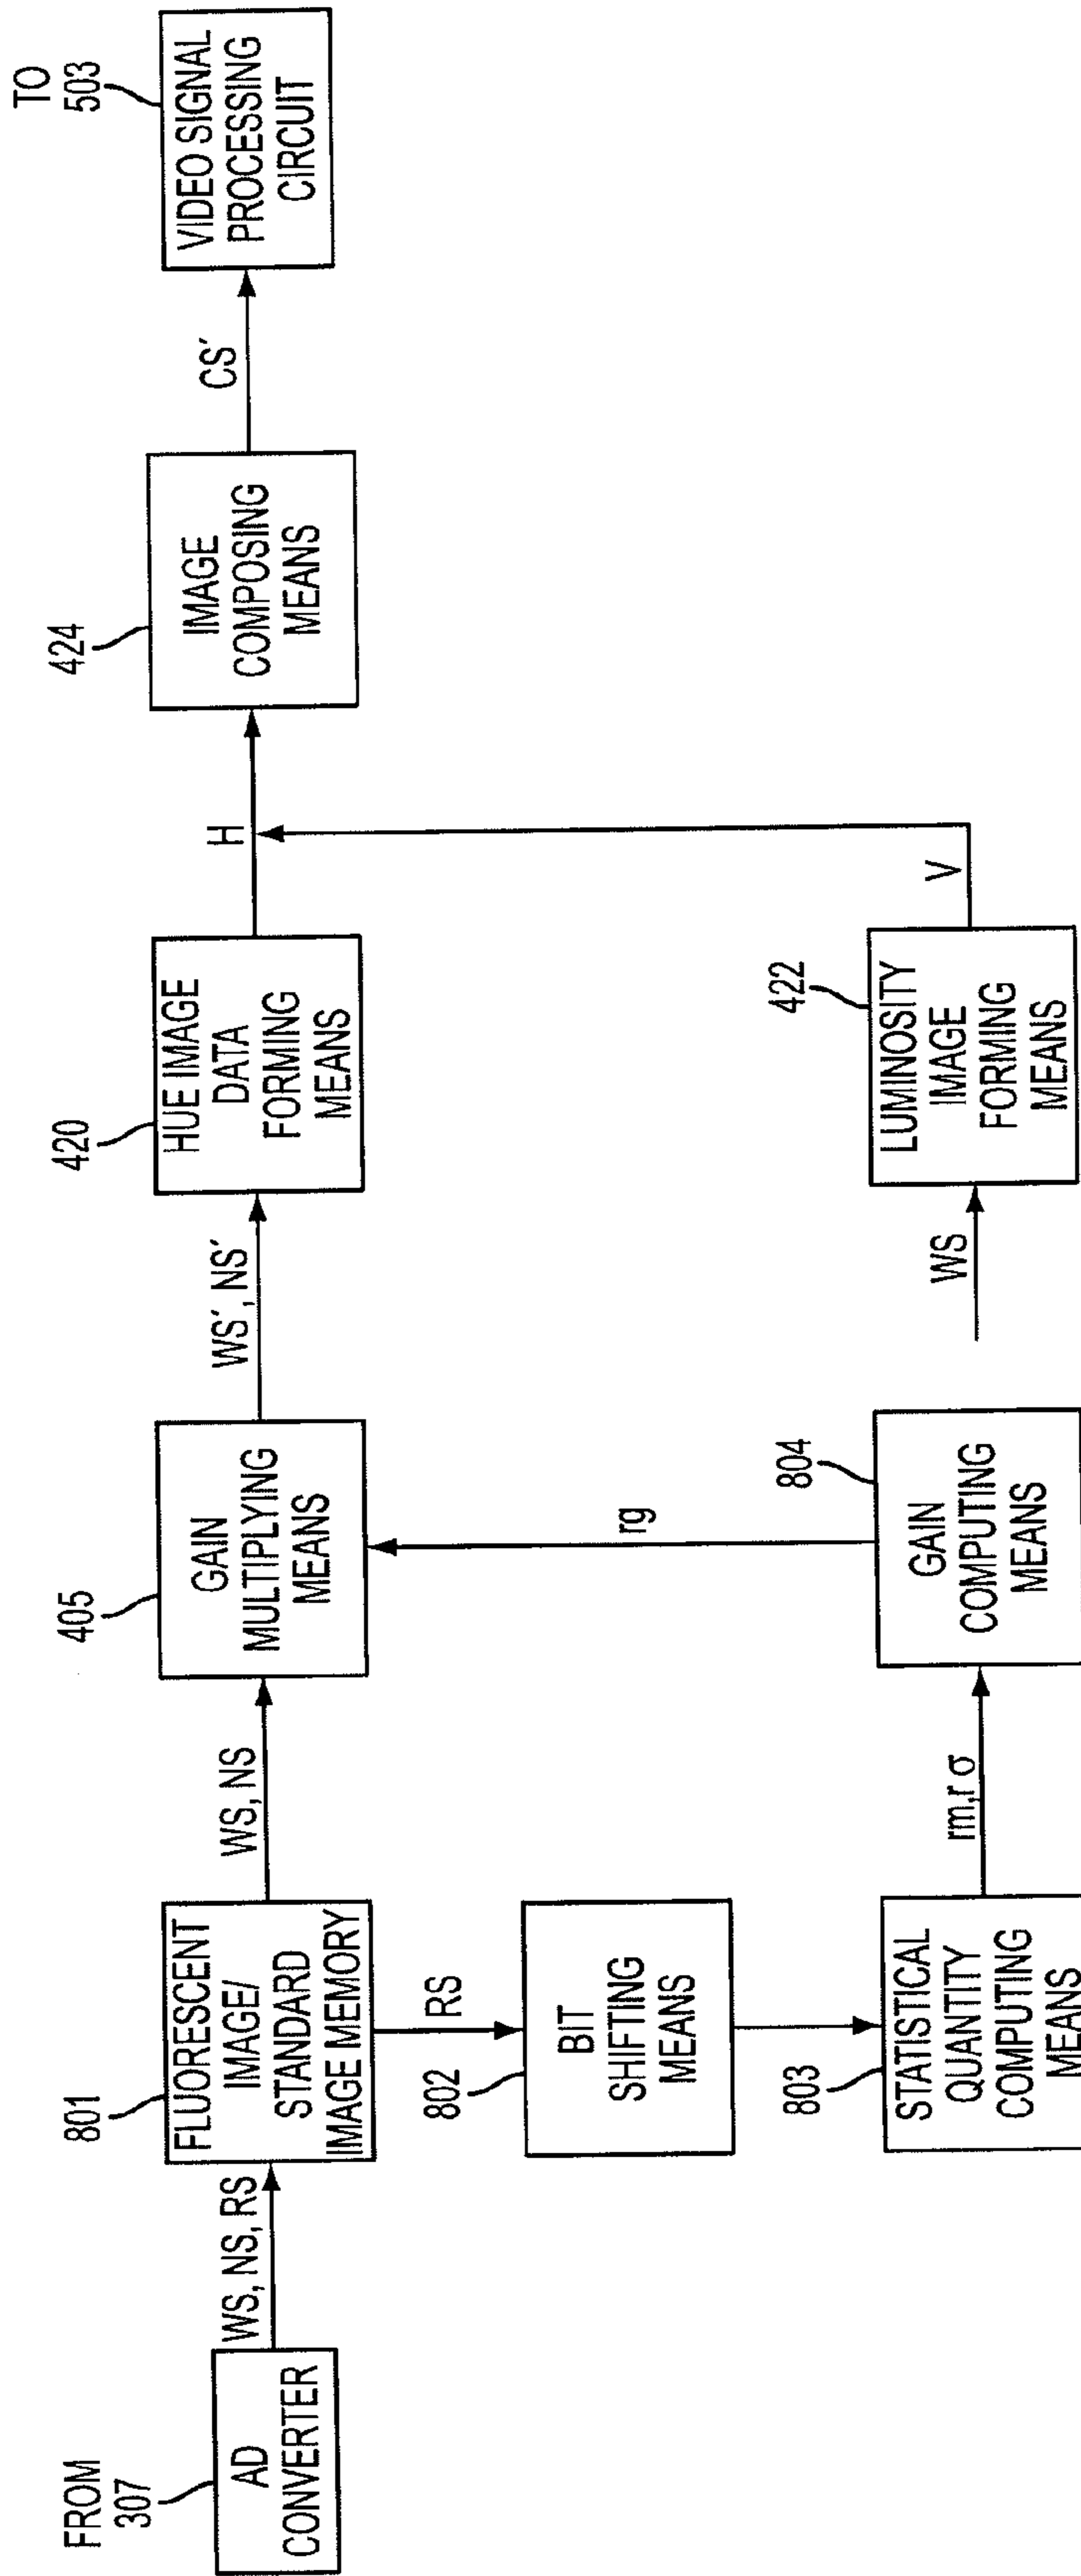 FROM
307
AD
CONVERTER
WS, NS, RS
801
FLUORESCENT
IMAGE/
STANDARD
IMAGE MEMORY
WS, NS
405
GAIN
MULTIPLYING
MEANS
WS′, NS′
420
HUE IMAGE
DATA
FORMING
MEANS
H
424
IMAGE
COMPOSING
MEANS
CS′
TO
503
VIDEO SIGNAL
PROCESSING
CIRCUIT
RS
802
BIT
SHIFTING
MEANS
803
STATISTICAL
QUANTITY
COMPUTING
MEANS
rm,r σ
804
GAIN
COMPUTING
MEANS
rg
WS
422
LUMINOSITY
IMAGE
FORMING
MEANS
V